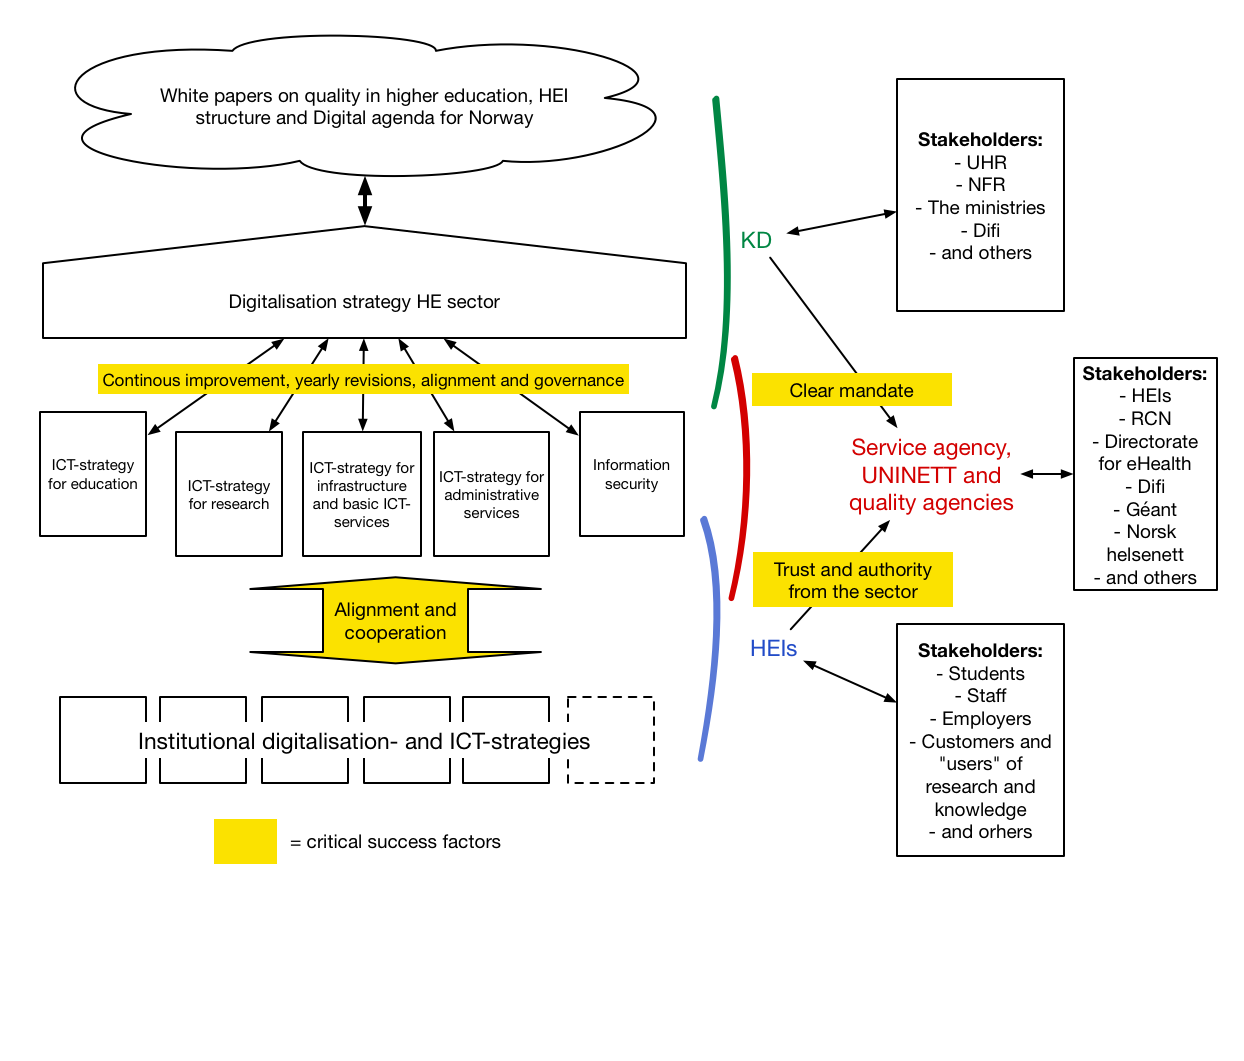 White papers on quality in higher education, HEI
structure and Digital agenda for Norway
Digitalisation strategy HE sector
Continous improvement, yearly revisions, alignment and governance
ICT-strategy
for education
ICT-strategy
for research
ICT-strategy for
infrastructure
and basic ICT-
services
ICT-strategy for
administrative
services
Information
security
Alignment and
cooperation
Institutional digitalisation- and ICT-strategies
= critical success factors
KD
Stakeholders:
- UHR
- NFR
- The ministries
- Difi
- and others
Clear mandate
Service agency,
UNINETT and
quality agencies
Stakeholders:
- HEIs
- RCN
- Directorate
for eHealth
- Difi
- Géant
- Norsk
helsenett
- and others
Trust and authority
from the sector
HEIs
Stakeholders:
- Students
- Staff
- Employers
- Customers and
"users" of
research and
knowledge
- and orhers